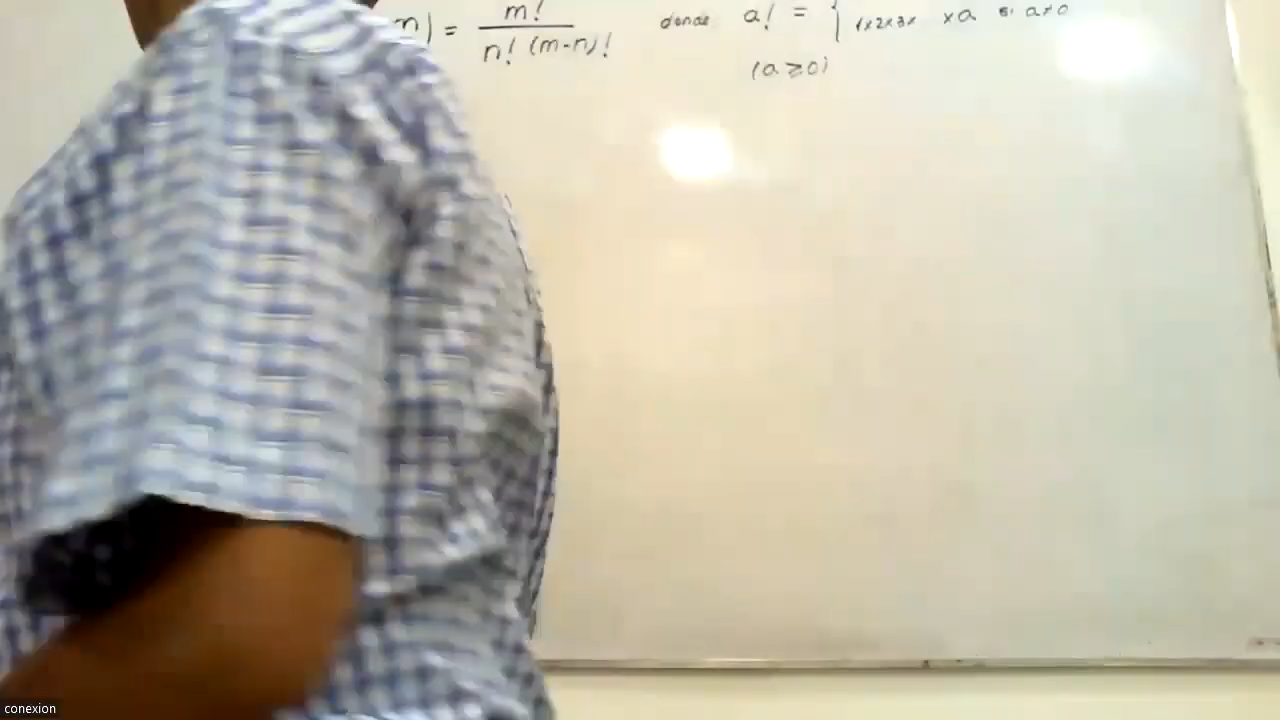 n) = m! / n! (m-n)! donde a! = { 1x2x3x xa si a≠0
(a ≥ 0)
conexion